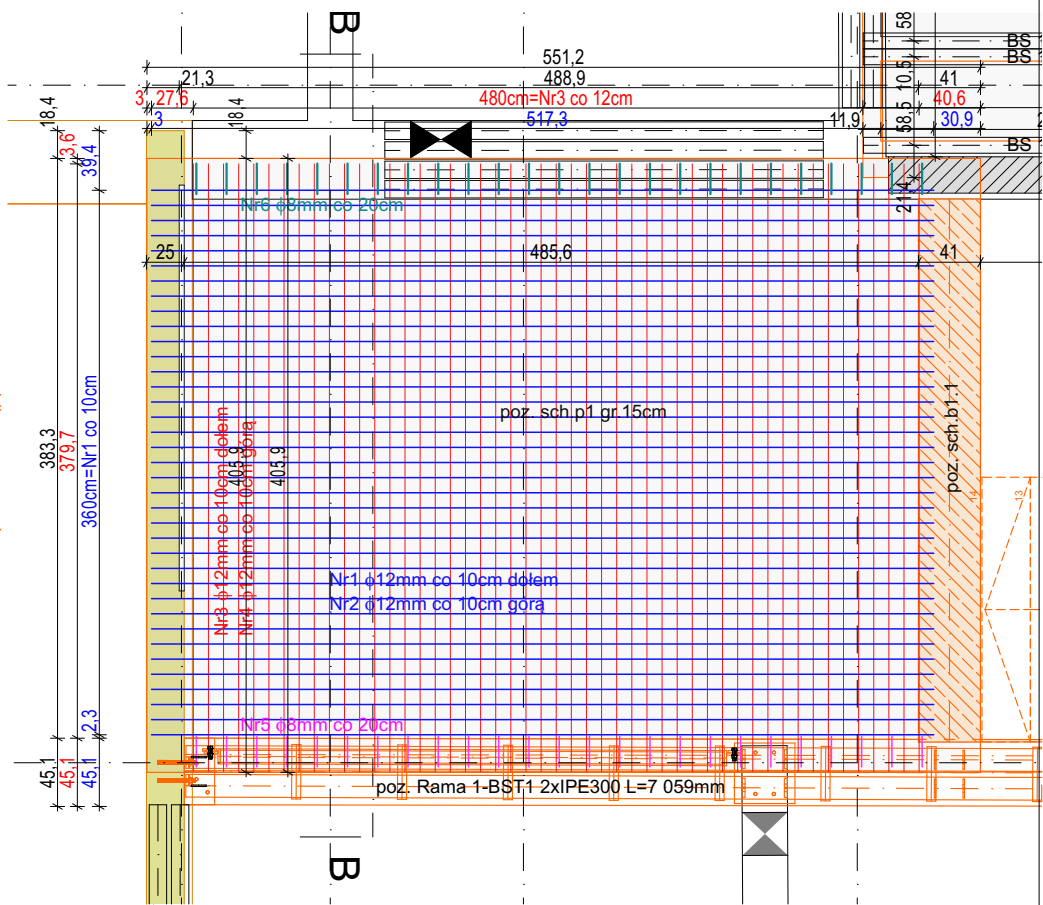 B
58
BS
551,2
BS
21,3
488,9
10,5
41
3
27,6
480cm=Nr3 co 12cm
40,6
18,4
18,4
3
517,3
11,9
58,5
30,9
2
3,6
39,4
BS
Nr6 ϕ8mm co 20cm
21,4
25
485,6
41
poz. sch.p1 gr.15cm
poz. sch.b1.1
383,3
379,7
360cm=Nr1 co 10cm
Nr3 ϕ12mm co 10cm dołem
405,9
Nr4 ϕ12mm co 10cm górą
405,9
14
13
Nr1 ϕ12mm co 10cm dołem
Nr2 ϕ12mm co 10cm górą
2,3
Nr5 ϕ8mm co 20cm
45,1
45,1
45,1
poz. Rama 1-BST1 2xIPE300 L=7 059mm
B